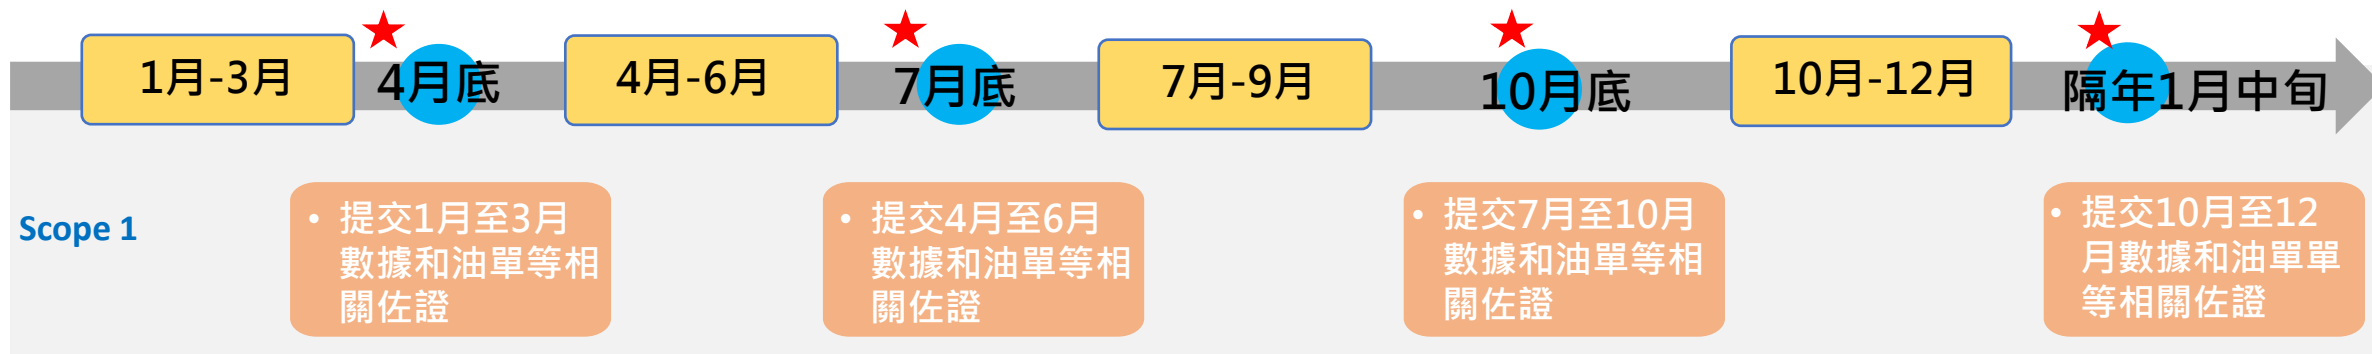 1月-3月
4月底
4月-6月
7月底
7月-9月
10月底
10月-12月
隔年1月中旬
Scope 1
• 提交1月至3月
數據和油單等相
關佐證
• 提交4月至6月
數據和油單等相
關佐證
• 提交7月至10月
數據和油單等相
關佐證
• 提交10月至12
月數據和油單單
等相關佐證